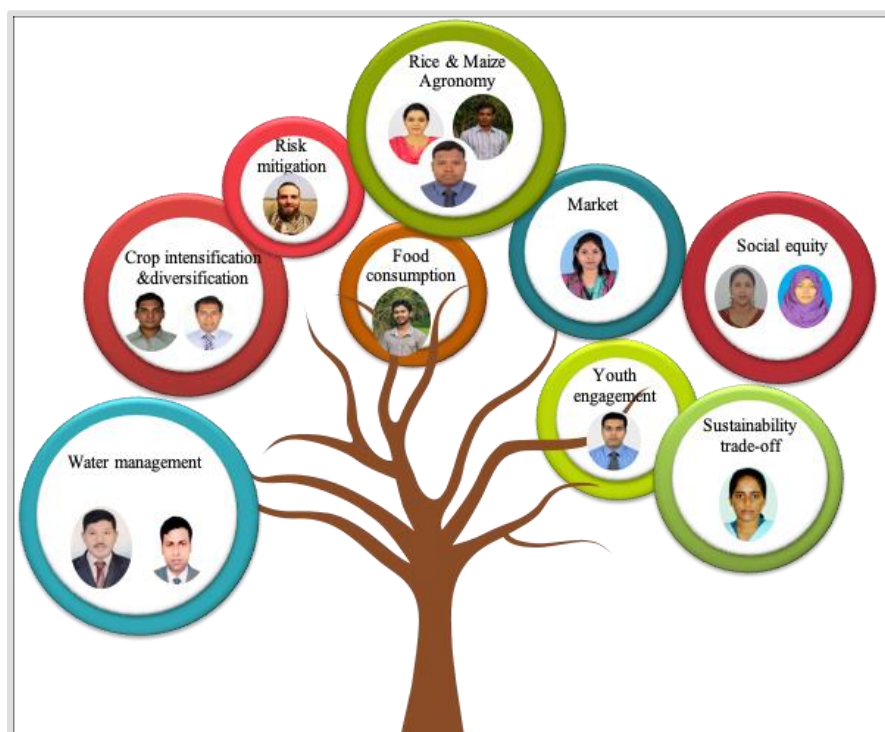 Rice & Maize
Agronomy
Risk
mitigation
Market
Social equity
Crop intensification
&diversification
Food
consumption
Youth
engagement
Sustainability
trade-off
Water management